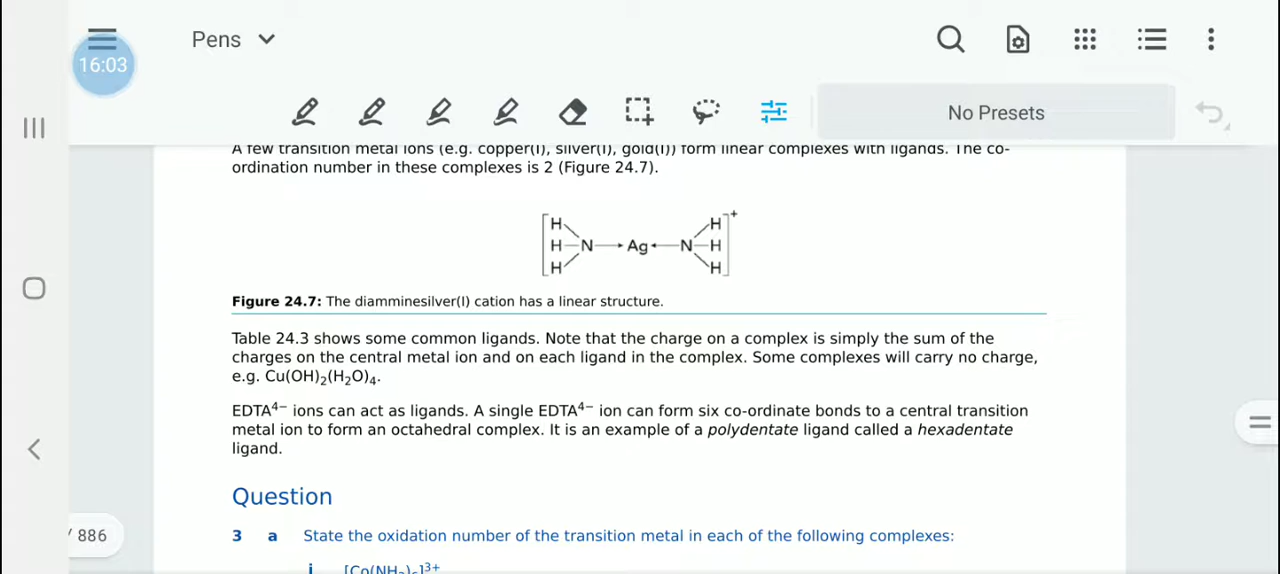 Pens
16:03
No Presets
A few transition metal ions (e.g. copper(I), silver(I), gold(I)) form linear complexes with ligands. The co-
ordination number in these complexes is 2 (Figure 24.7).
H H +
H N Ag N H
H H
Figure 24.7: The diamminesilver(I) cation has a linear structure.
Table 24.3 shows some common ligands. Note that the charge on a complex is simply the sum of the
charges on the central metal ion and on each ligand in the complex. Some complexes will carry no charge,
e.g. Cu(OH)₂(H₂O)₄.
EDTA⁴⁻ ions can act as ligands. A single EDTA⁴⁻ ion can form six co-ordinate bonds to a central transition
metal ion to form an octahedral complex. It is an example of a polydentate ligand called a hexadentate
ligand.
Question
/ 886
3 a State the oxidation number of the transition metal in each of the following complexes:
i [Co(NH₃)₆]³⁺